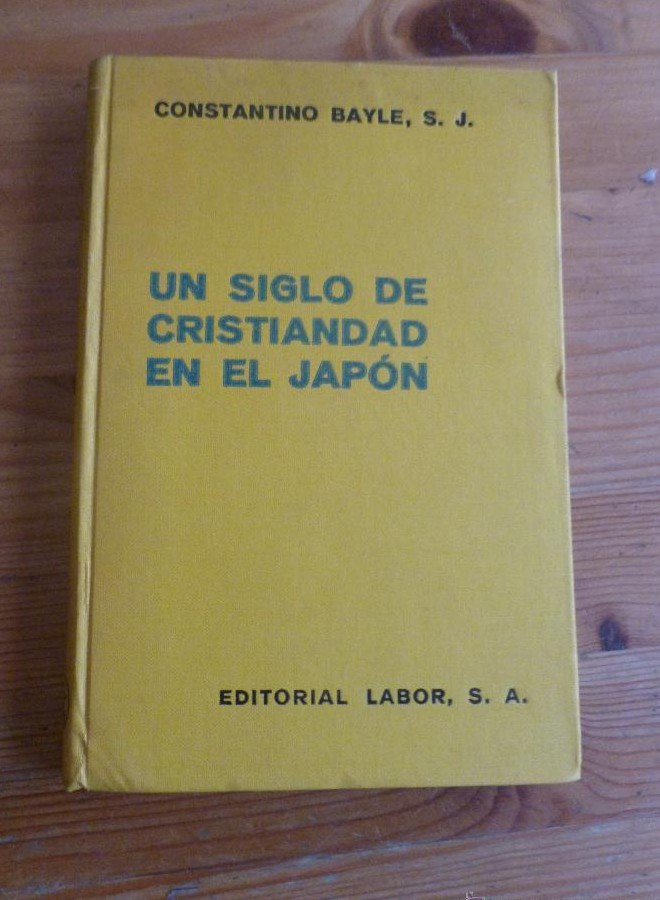 CONSTANTINO BAYLE, S. J.
UN SIGLO DE
CRISTIANDAD
EN EL JAPÓN
EDITORIAL LABOR, S. A.